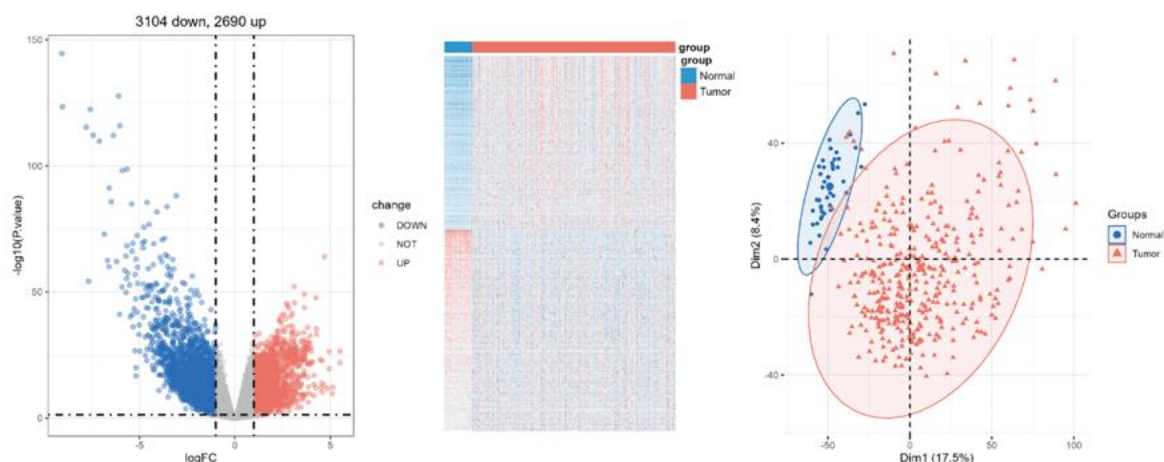 3104 down, 2690 up
150
100
50
0
-log10(P.value)
-5
0
5
logFC
change
DOWN
NOT
UP
group
group
Normal
Tumor
40
0
-40
Dim2 (8.4%)
-50
0
50
100
Dim1 (17.5%)
Groups
Normal
Tumor